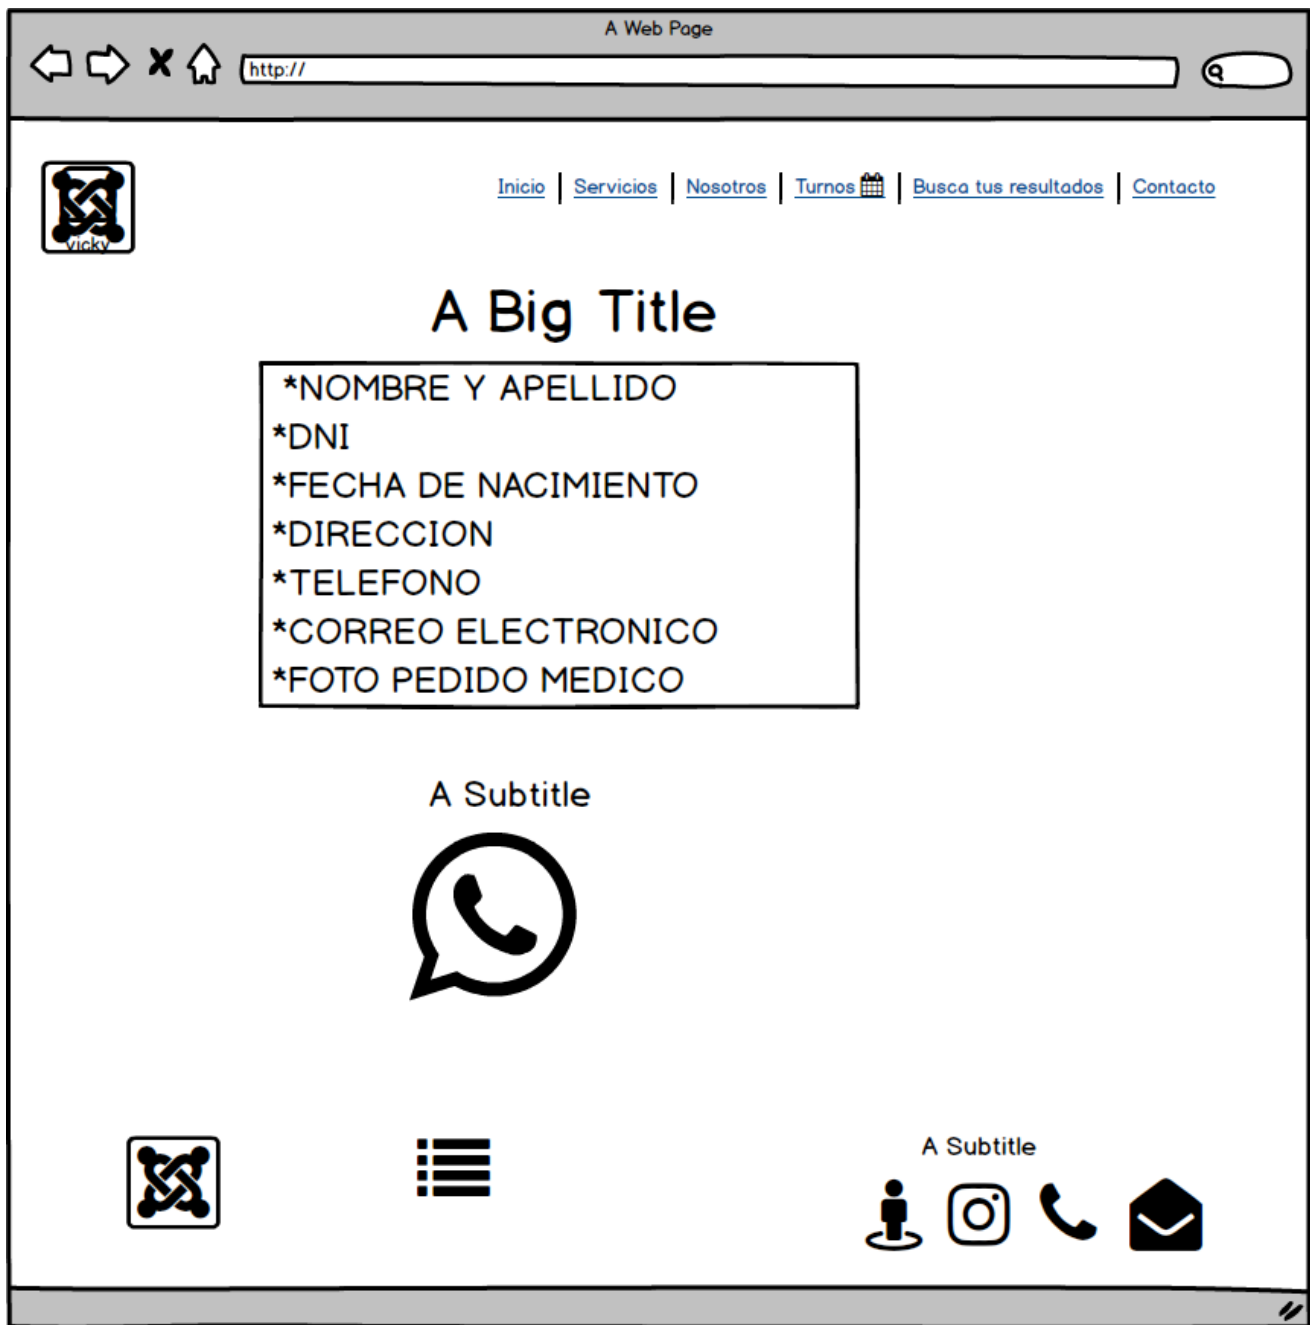 A Web Page
http://
vicky
Inicio | Servicios | Nosotros | Turnos | Busca tus resultados | Contacto
A Big Title
*NOMBRE Y APELLIDO
*DNI
*FECHA DE NACIMIENTO
*DIRECCION
*TELEFONO
*CORREO ELECTRONICO
*FOTO PEDIDO MEDICO
A Subtitle
A Subtitle